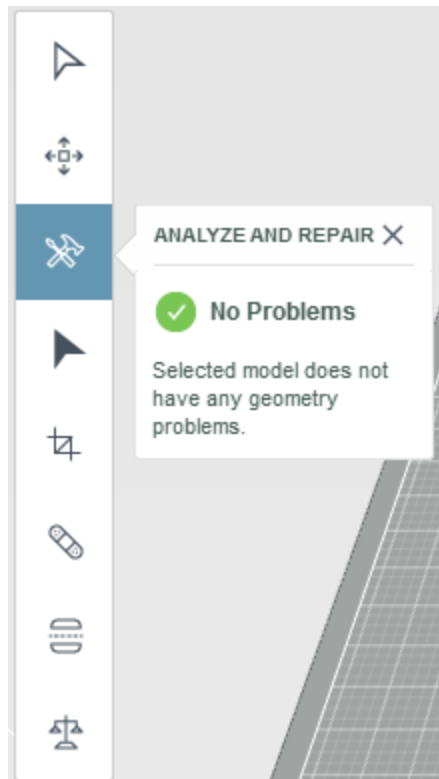 ANALYZE AND REPAIR
No Problems
Selected model does not
have any geometry
problems.